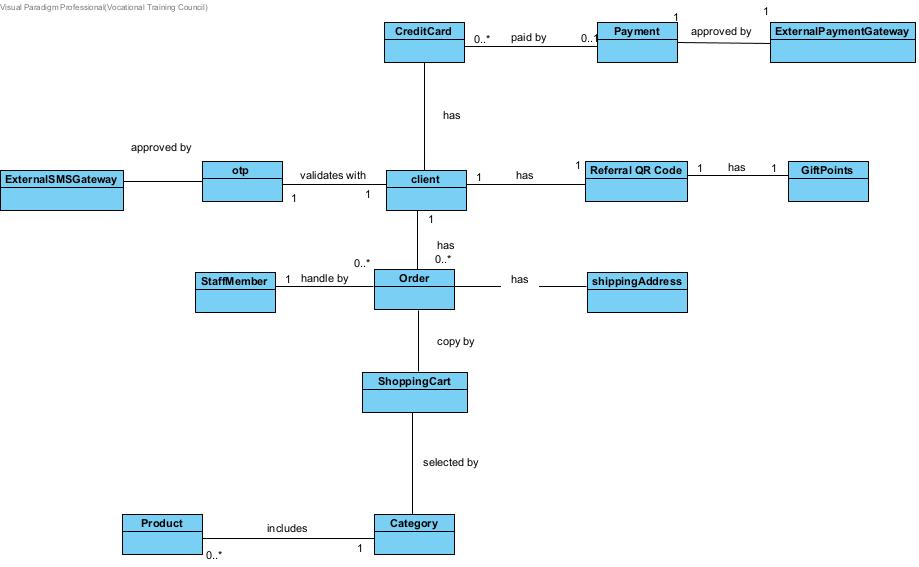 Visual Paradigm Professional(Vocational Training Council)
CreditCard
0..*
paid by
0..1
Payment
1
approved by
1
ExternalPaymentGateway
has
approved by
ExternalSMSGateway
otp
validates with
1
1
client
1
has
1
Referral QR Code
1
has
1
GiftPoints
1
has
0..*
0..*
StaffMember
1
handle by
Order
has
shippingAddress
copy by
ShoppingCart
selected by
Product
includes
Category
0..*
1